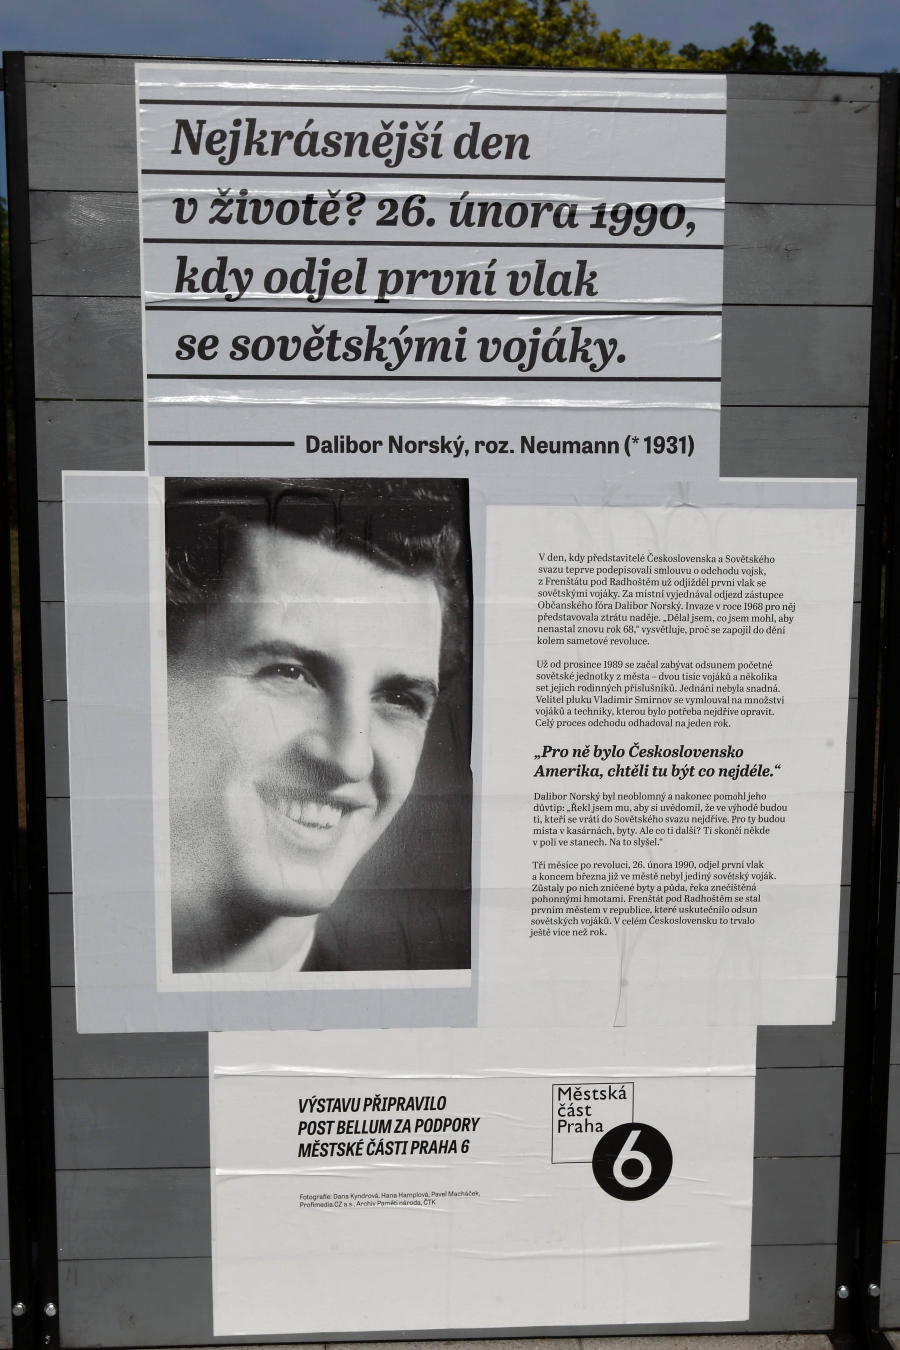 Nejkrásnější den
v životě? 26. února 1990,
kdy odjel první vlak
se sovětskými vojáky.
Dalibor Norský, roz. Neumann (* 1931)
V den, kdy představitelé Československa a Sovětského
svazu teprve podepisovali smlouvu o odchodu vojsk,
z Frenštátu pod Radhoštěm už odjížděl první vlak se
sovětskými vojáky. Za místní vyjednával odjezd zástupce
Občanského fóra Dalibor Norský. Invaze v roce 1968 pro něj
představovala ztrátu naděje. „Dělal jsem, co jsem mohl, aby
nenastal znovu rok 68,“ vysvětluje, proč se zapojil do dění
kolem sametové revoluce.
Už od prosince 1989 se začal zabývat odsunem početné
sovětské jednotky z města – dvou tisíc vojáků a několika
set jejich rodinných příslušníků. Jednání nebyla snadná.
Velitel pluku Vladimir Smirnov se vymlouval na množství
vojáků a techniky, kterou bylo potřeba nejdříve opravit.
Celý proces odchodu odhadoval na jeden rok.
„Pro ně bylo Československo
Amerika, chtěli tu být co nejdéle.“
Dalibor Norský byl neoblomný a nakonec pomohl jeho
důvtip: „Řekl jsem mu, aby si uvědomil, že ve výhodě budou
ti, kteří se vrátí do Sovětského svazu nejdříve. Pro ty budou
místa v kasárnách, byty. Ale co ti další? Ti skončí někde
v poli ve stanech. Na to slyšel.“
Tři měsíce po revoluci, 26. února 1990, odjel první vlak
a koncem března již ve městě nebyl jediný sovětský voják.
Zůstaly po nich zničené byty a půda, řeka znečištěná
pohonnými hmotami. Frenštát pod Radhoštěm se stal
prvním městem v republice, které uskutečnilo odsun
sovětských vojáků. V celém Československu to trvalo
ještě více než rok.
VÝSTAVU PŘIPRAVILO
POST BELLUM ZA PODPORY
MĚSTSKÉ ČÁSTI PRAHA 6
Fotografie: Dana Kyndrová, Hana Hamplová, Pavel Macháček,
Profimedia.CZ a.s., Archiv Paměti národa, ČTK
Městská
část
Praha
6